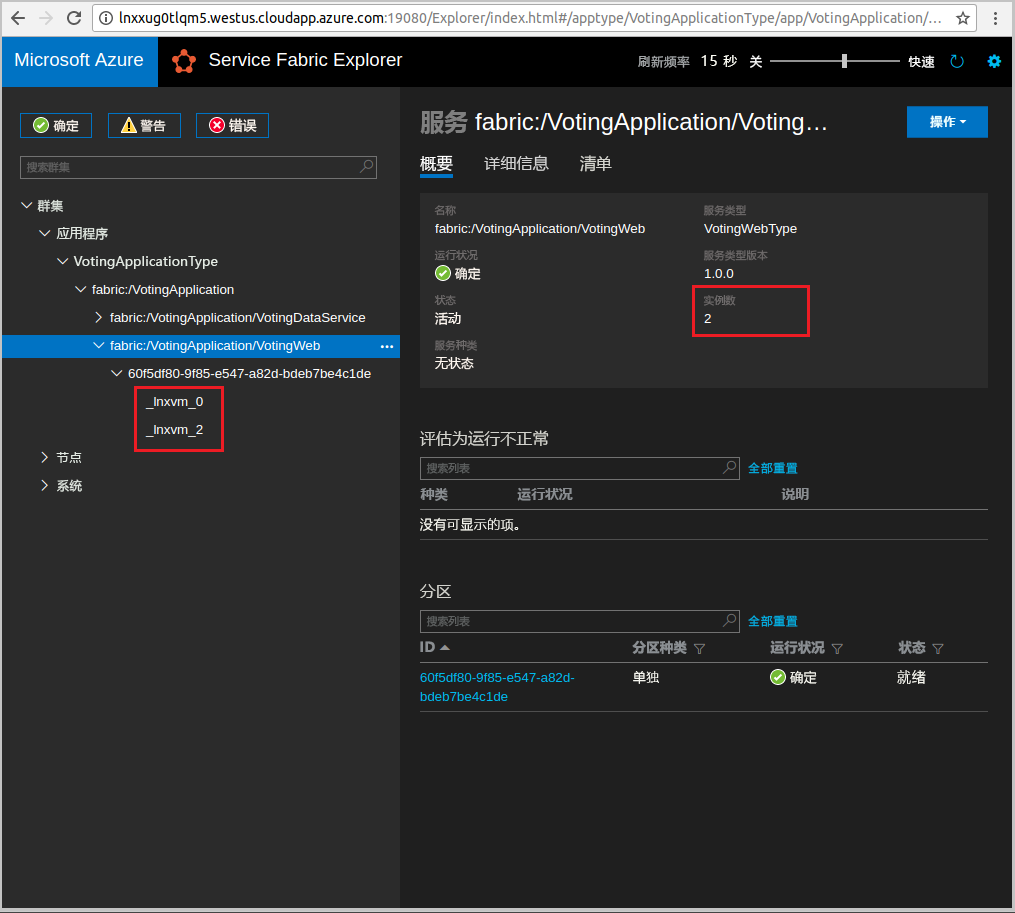 lnxxug0tlqm5.westus.cloudapp.azure.com:19080/Explorer/index.html#/apptype/VotingApplicationType/app/VotingApplication/...
Microsoft Azure
Service Fabric Explorer
刷新频率 15 秒 关 快速
确定
警告
错误
搜索群集
群集
应用程序
VotingApplicationType
fabric:/VotingApplication
fabric:/VotingApplication/VotingDataService
fabric:/VotingApplication/VotingWeb
60f5df80-9f85-e547-a82d-bdeb7be4c1de
_lnxvm_0
_lnxvm_2
节点
系统
服务 fabric:/VotingApplication/Voting...
操作
概要 详细信息 清单
名称
fabric:/VotingApplication/VotingWeb
运行状况
确定
状态
活动
服务种类
无状态
服务类型
VotingWebType
服务类型版本
1.0.0
实例数
2
评估为运行不正常
搜索列表 全部重置
种类 运行状况 说明
没有可显示的项。
分区
搜索列表 全部重置
ID 分区种类 运行状况 状态
60f5df80-9f85-e547-a82d- 单独 确定 就绪
bdeb7be4c1de